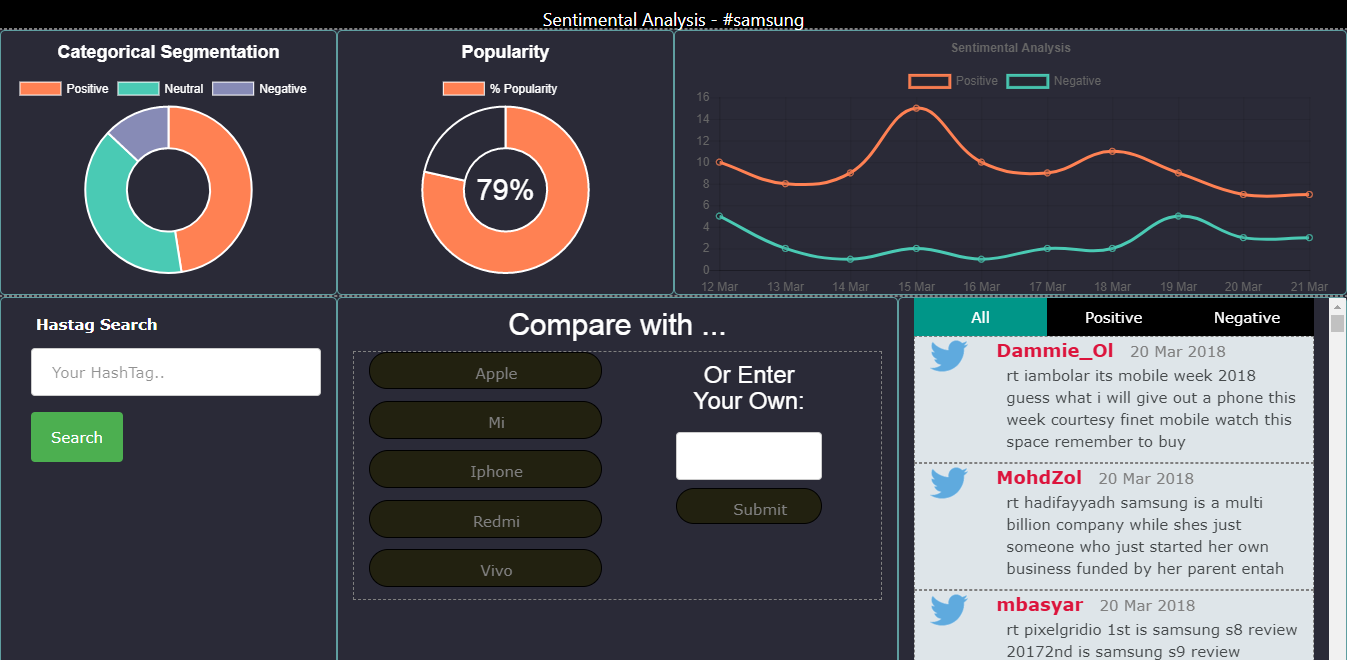 Sentimental Analysis - #samsung
Categorical Segmentation
Positive Neutral Negative
Popularity
% Popularity
79%
Sentimental Analysis
Positive Negative
16
14
12
10
8
6
4
2
0
12 Mar 13 Mar 14 Mar 15 Mar 16 Mar 17 Mar 18 Mar 19 Mar 20 Mar 21 Mar
Hastag Search
Your HashTag..
Search
Compare with ...
Apple
Mi
Iphone
Redmi
Vivo
Or Enter
Your Own:
Submit
All Positive Negative
Dammie_Ol 20 Mar 2018
rt iambolar its mobile week 2018
guess what i will give out a phone this
week courtesy finet mobile watch this
space remember to buy
MohdZol 20 Mar 2018
rt hadifayyadh samsung is a multi
billion company while shes just
someone who just started her own
business funded by her parent entah
mbasyar 20 Mar 2018
rt pixelgridio 1st is samsung s8 review
20172nd is samsung s9 review